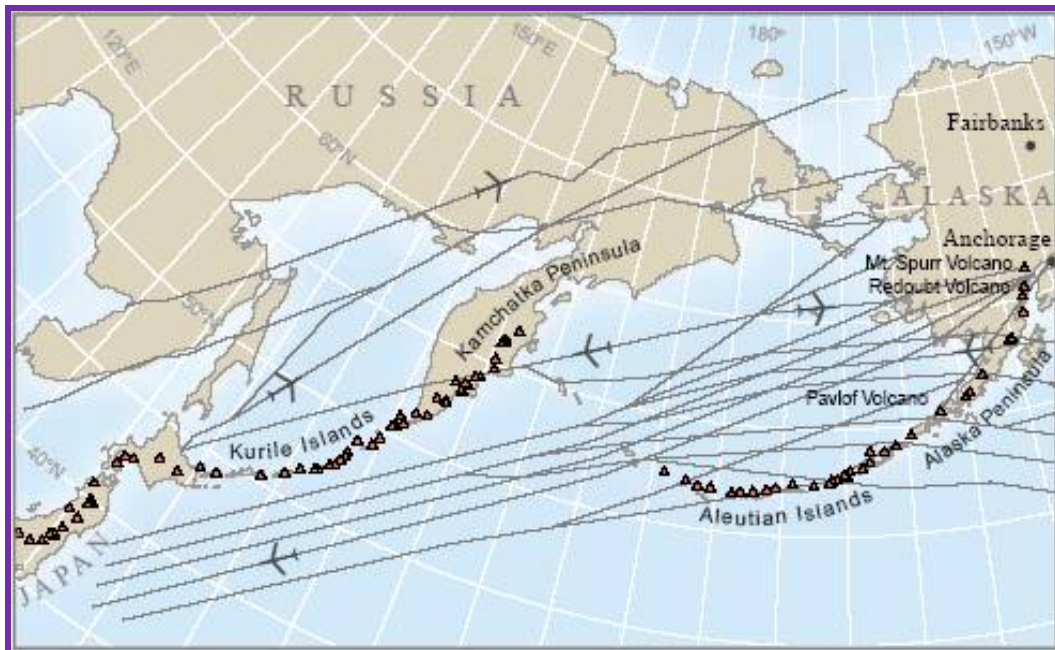 120°E
150°E
180°
150°W
RUSSIA
Fairbanks
60°N
ALASKA
Anchorage
Kamchatka Peninsula
Mt. Spurr Volcano
Redoubt Volcano
50°N
Pavlof Volcano
Alaska Peninsula
Kurile Islands
40°N
Aleutian Islands
JAPAN